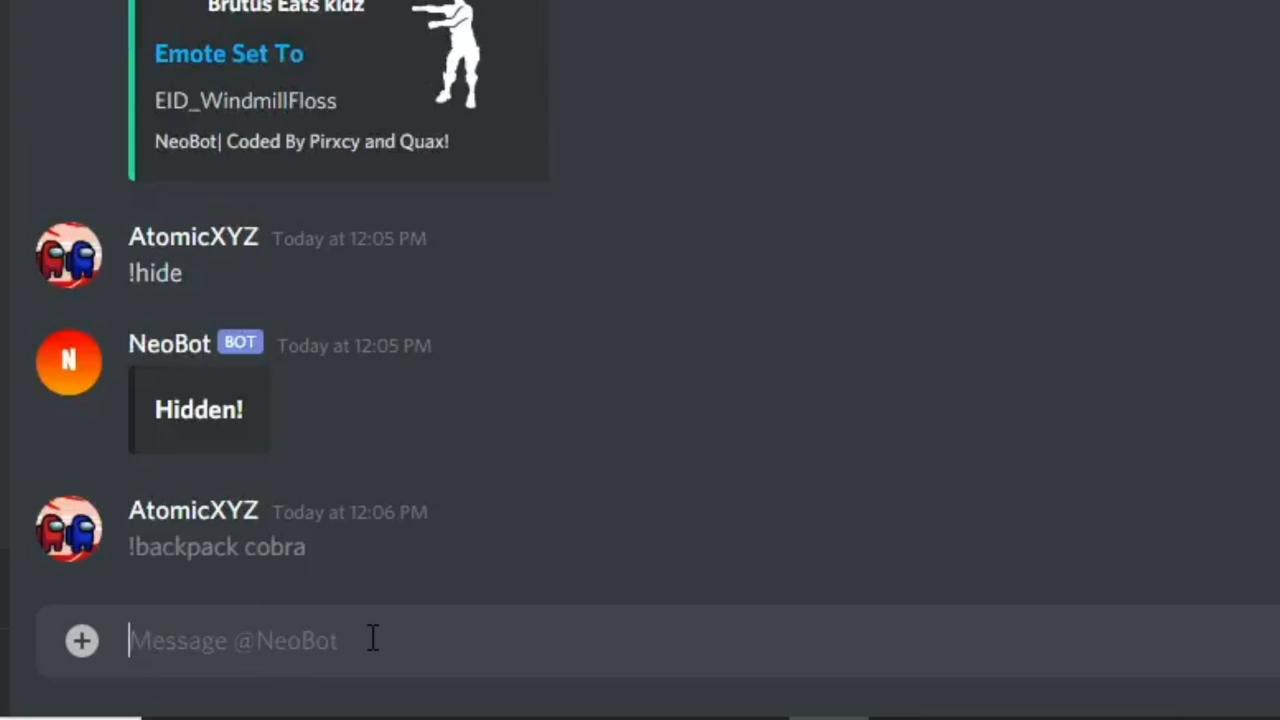 Brutus Eats kidz
Emote Set To
EID_WindmillFloss
NeoBot| Coded By Pirxcy and Quax!
AtomicXYZ Today at 12:05 PM
!hide
N
NeoBot BOT Today at 12:05 PM
Hidden!
AtomicXYZ Today at 12:06 PM
!backpack cobra
Message @NeoBot